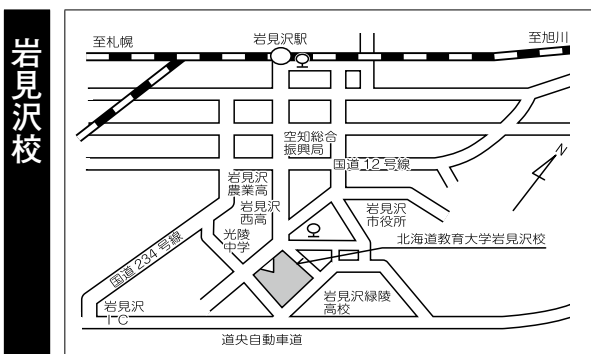 岩見沢校
至札幌
岩見沢駅
至旭川
空知総合
振興局
国道12号線
N
岩見沢
農業高
岩見沢
西高
光陵
中学
岩見沢
市役所
北海道教育大学岩見沢校
国道234号線
岩見沢
IC
岩見沢緑陵
高校
道央自動車道